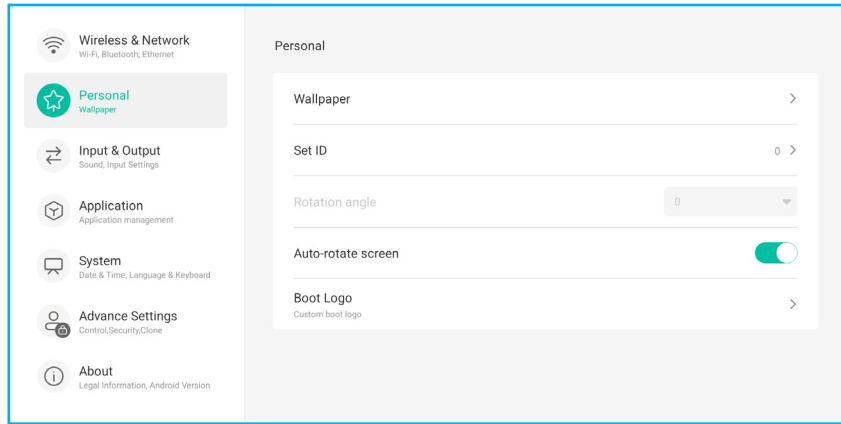 Wireless & Network
Wi-Fi, Bluetooth, Ethernet
Personal
Wallpaper
Input & Output
Sound, Input Settings
Application
Application management
System
Date & Time, Language & Keyboard
Advance Settings
Control,Security,Clone
About
Legal Information, Android Version
Personal
Wallpaper
Set ID 0
Rotation angle 0
Auto-rotate screen
Boot Logo
Custom boot logo